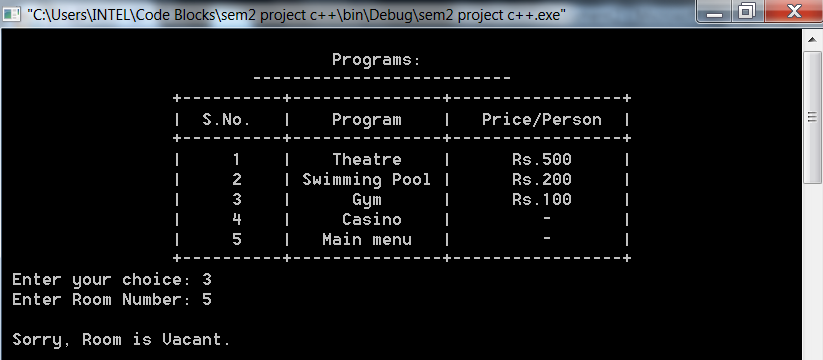 "C:\Users\INTEL\Code Blocks\sem2 project c++\bin\Debug\sem2 project c++.exe"
Programs:
--------------------------
+-----------+----------------+-----------------+
| S.No. | Program | Price/Person |
+-----------+----------------+-----------------+
| 1 | Theatre | Rs.500 |
| 2 | Swimming Pool | Rs.200 |
| 3 | Gym | Rs.100 |
| 4 | Casino | - |
| 5 | Main menu | - |
+-----------+----------------+-----------------+
Enter your choice: 3
Enter Room Number: 5
Sorry, Room is Vacant.